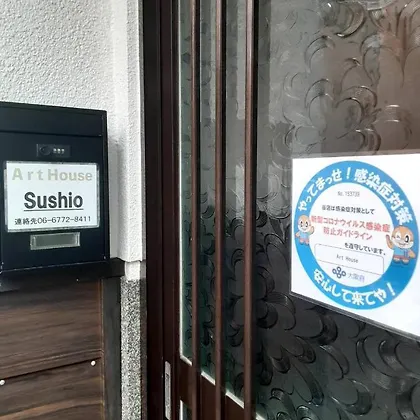 Art House
Sushio
連絡先06-6772-8411
やってまっせ！感染症対策
当店は感染症対策として
新型コロナウイルス感染症
防止ガイドライン
を遵守しています。
Art House
大阪府
安心して来てや！